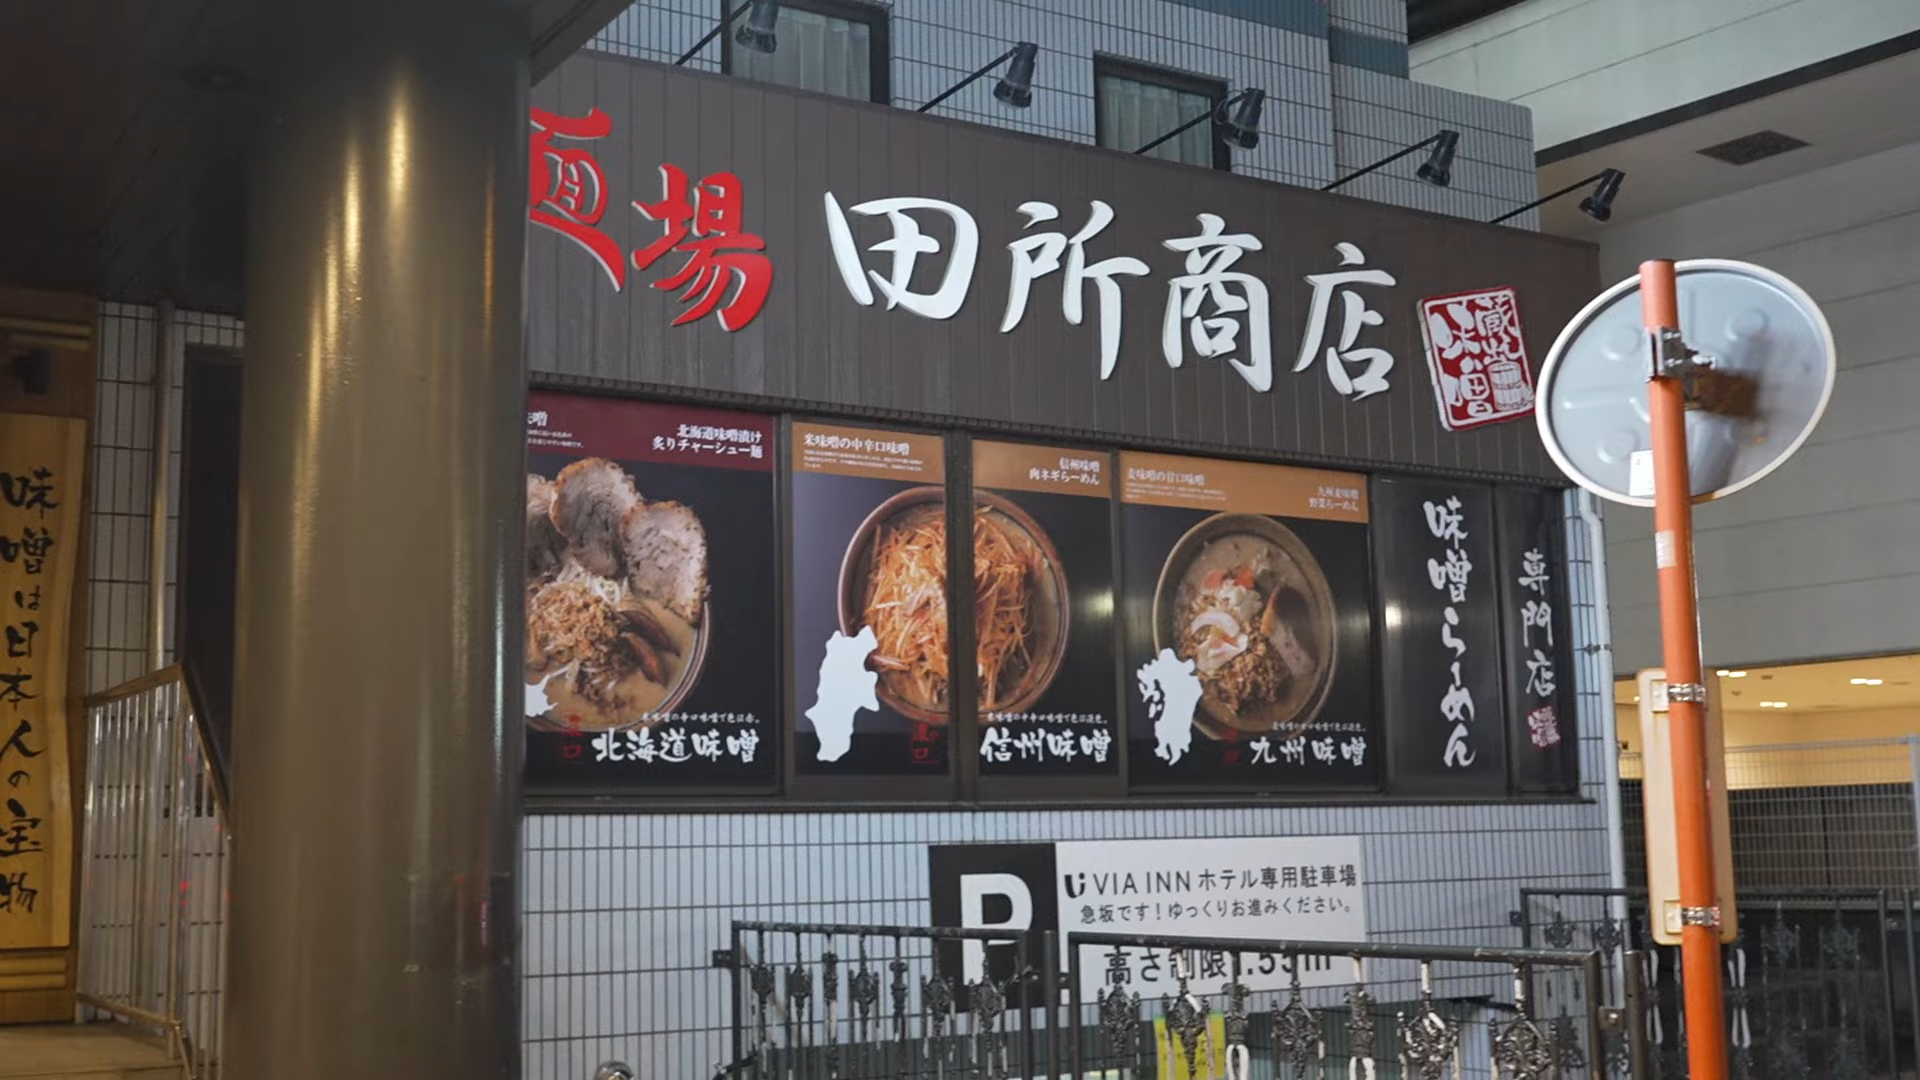 麺場 田所商店
蔵出し味噌
味噌は日本人の宝物
味噌
北海道味噌漬け
炙りチャーシュー麺
北海道味噌
米味噌の中辛口味噌
信州味噌
肉ネギらーめん
信州味噌
麦味噌の甘口味噌
九州麦味噌
野菜らーめん
九州味噌
味噌らーめん
専門店
P
VIA INN ホテル専用駐車場
急坂です！ゆっくりお進みください。
高さ制限1.55m